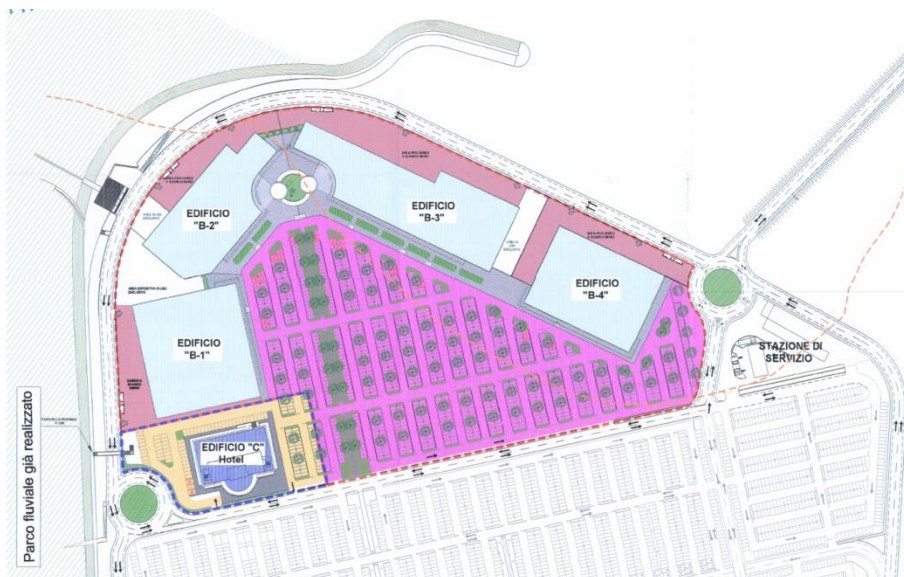 EDIFICIO
"B-2"
EDIFICIO
"B-3"
EDIFICIO
"B-4"
EDIFICIO
"B-1"
STAZIONE DI
SERVIZIO
EDIFICIO "C"
Hotel
Parco fluviale già realizzato